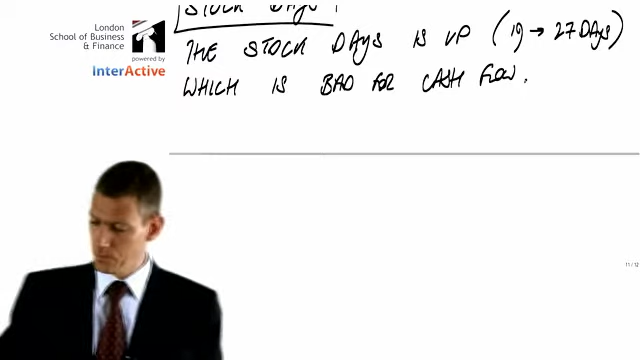 London
School of Business
& Finance
powered by
InterActive
STOCK DAYS :
THE STOCK DAYS IS UP (19 → 27 DAYS)
WHICH IS BAD FOR CASH FLOW.
11 / 12